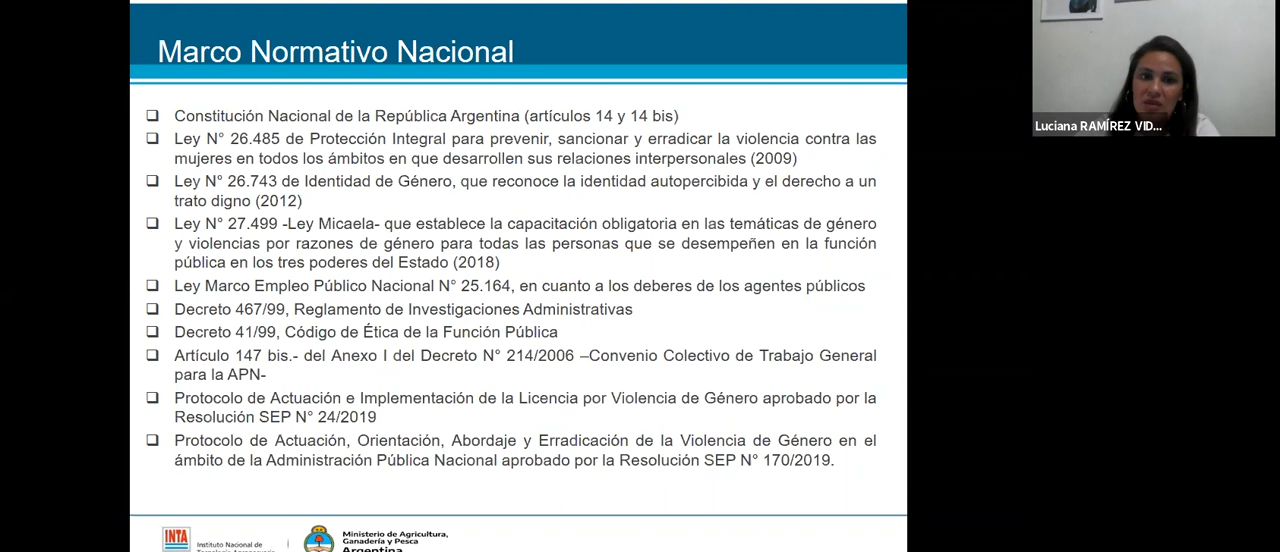 Marco Normativo Nacional
Constitución Nacional de la República Argentina (artículos 14 y 14 bis)
Ley N° 26.485 de Protección Integral para prevenir, sancionar y erradicar la violencia contra las
mujeres en todos los ámbitos en que desarrollen sus relaciones interpersonales (2009)
Ley N° 26.743 de Identidad de Género, que reconoce la identidad autopercibida y el derecho a un
trato digno (2012)
Ley N° 27.499 -Ley Micaela- que establece la capacitación obligatoria en las temáticas de género
y violencias por razones de género para todas las personas que se desempeñen en la función
pública en los tres poderes del Estado (2018)
Ley Marco Empleo Público Nacional N° 25.164, en cuanto a los deberes de los agentes públicos
Decreto 467/99, Reglamento de Investigaciones Administrativas
Decreto 41/99, Código de Ética de la Función Pública
Artículo 147 bis.- del Anexo I del Decreto N° 214/2006 –Convenio Colectivo de Trabajo General
para la APN-
Protocolo de Actuación e Implementación de la Licencia por Violencia de Género aprobado por la
Resolución SEP N° 24/2019
Protocolo de Actuación, Orientación, Abordaje y Erradicación de la Violencia de Género en el
ámbito de la Administración Pública Nacional aprobado por la Resolución SEP N° 170/2019.
Luciana RAMÍREZ VID...
INTA
Instituto Nacional de
Ministerio de Agricultura,
Ganadería y Pesca
Argentina